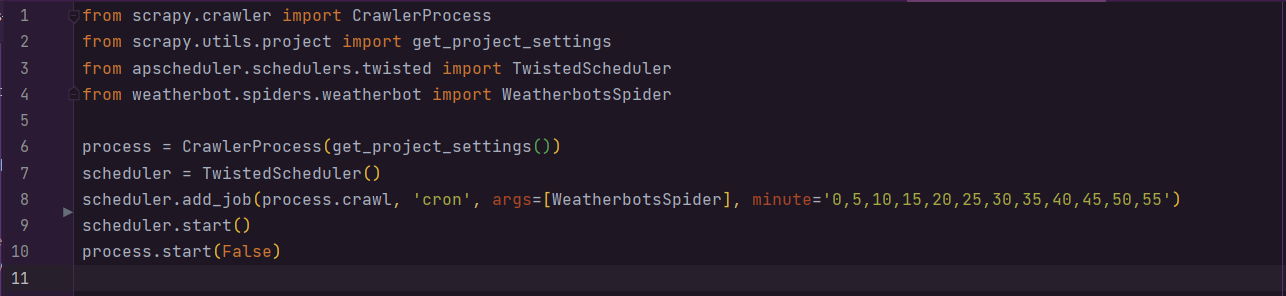 1 from scrapy.crawler import CrawlerProcess
2 from scrapy.utils.project import get_project_settings
3 from apscheduler.schedulers.twisted import TwistedScheduler
4 from weatherbot.spiders.weatherbot import WeatherbotsSpider
5
6 process = CrawlerProcess(get_project_settings())
7 scheduler = TwistedScheduler()
8 scheduler.add_job(process.crawl, 'cron', args=[WeatherbotsSpider], minute='0,5,10,15,20,25,30,35,40,45,50,55')
9 scheduler.start()
10 process.start(False)
11